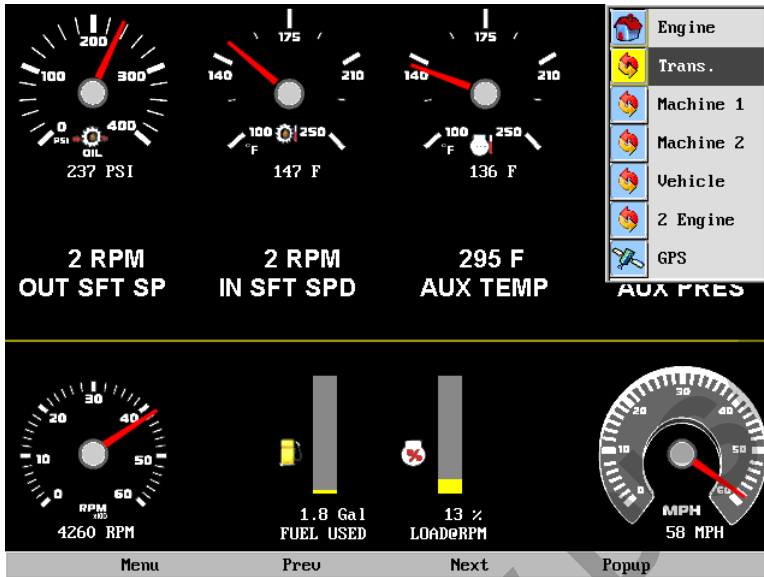 200
100
300
0
400
PSI
OIL
237 PSI
175
140
210
100
250
°F
147 F
175
140
210
100
250
°F
136 F
Engine
Trans.
Machine 1
Machine 2
Vehicle
2 Engine
GPS
2 RPM
OUT SFT SP
2 RPM
IN SFT SPD
295 F
AUX TEMP
AUX PRES
30
20
40
10
50
0
60
RPM
x100
4260 RPM
1.8 Gal
FUEL USED
%
13 %
LOAD@RPM
30
20
40
10
50
0
60
MPH
58 MPH
Menu
Prev
Next
Popup